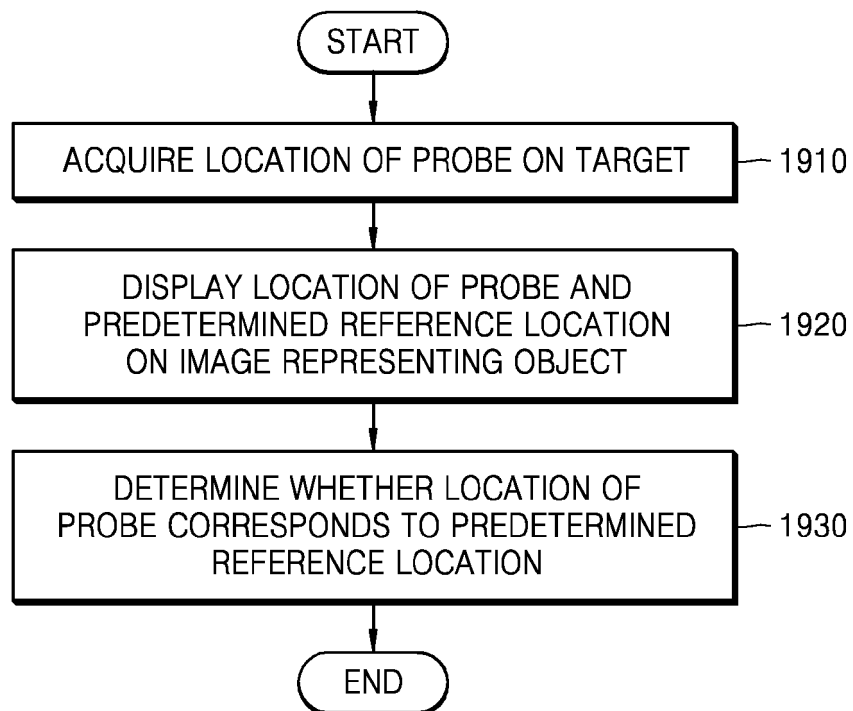 START
ACQUIRE LOCATION OF PROBE ON TARGET
1910
DISPLAY LOCATION OF PROBE AND
PREDETERMINED REFERENCE LOCATION
ON IMAGE REPRESENTING OBJECT
1920
DETERMINE WHETHER LOCATION OF
PROBE CORRESPONDS TO PREDETERMINED
REFERENCE LOCATION
1930
END